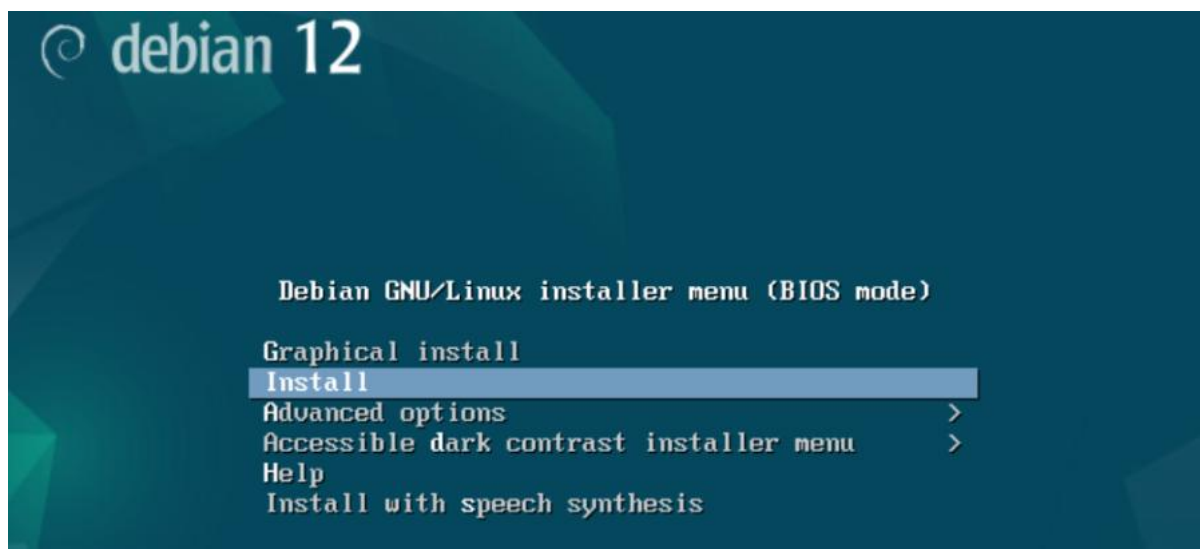 debian 12
Debian GNU/Linux installer menu (BIOS mode)
Graphical install
Install
Advanced options >
Accessible dark contrast installer menu >
Help
Install with speech synthesis